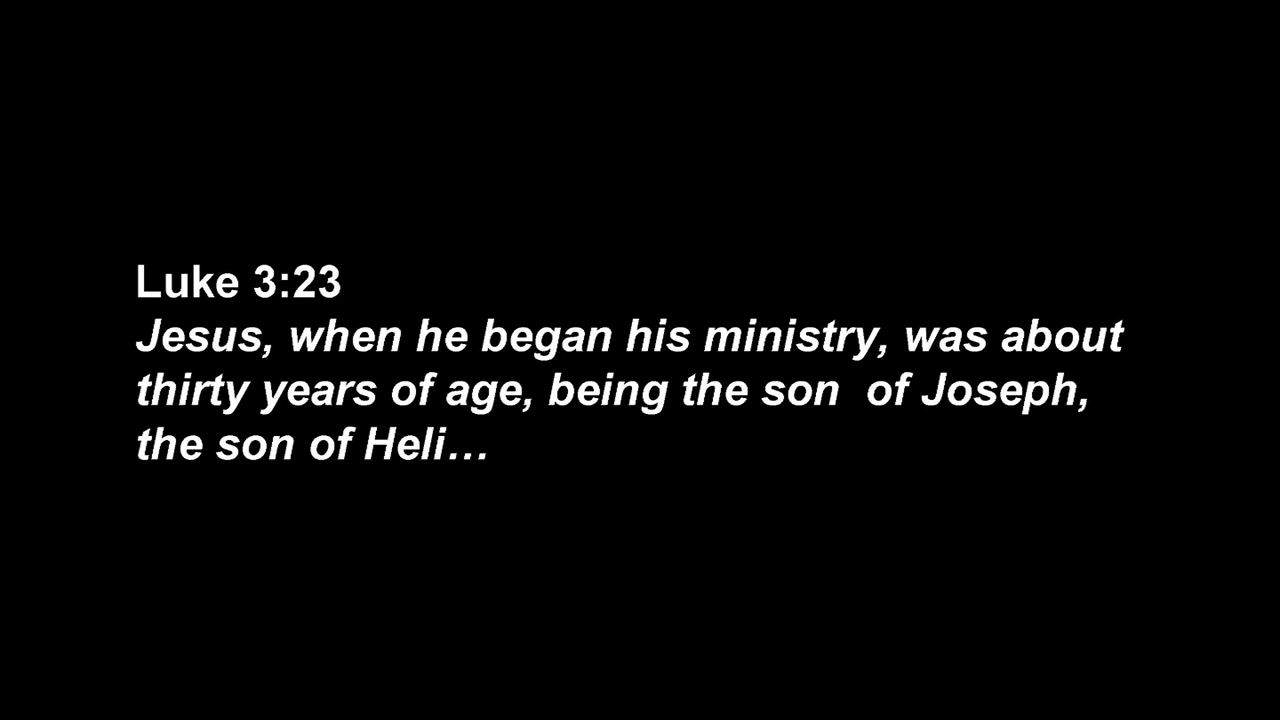 Luke 3:23
Jesus, when he began his ministry, was about
thirty years of age, being the son  of Joseph,
the son of Heli…